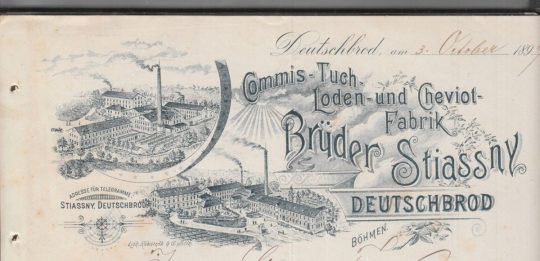 Deutschbrod, am 3. October 189
Commis-Tuch-
Loden- und Cheviot-
Fabrik
Brüder Stiassny
DEUTSCHBROD
BÖHMEN.
ADRESSE FÜR TELEGRAMME
STIASSNY, DEUTSCHBROD